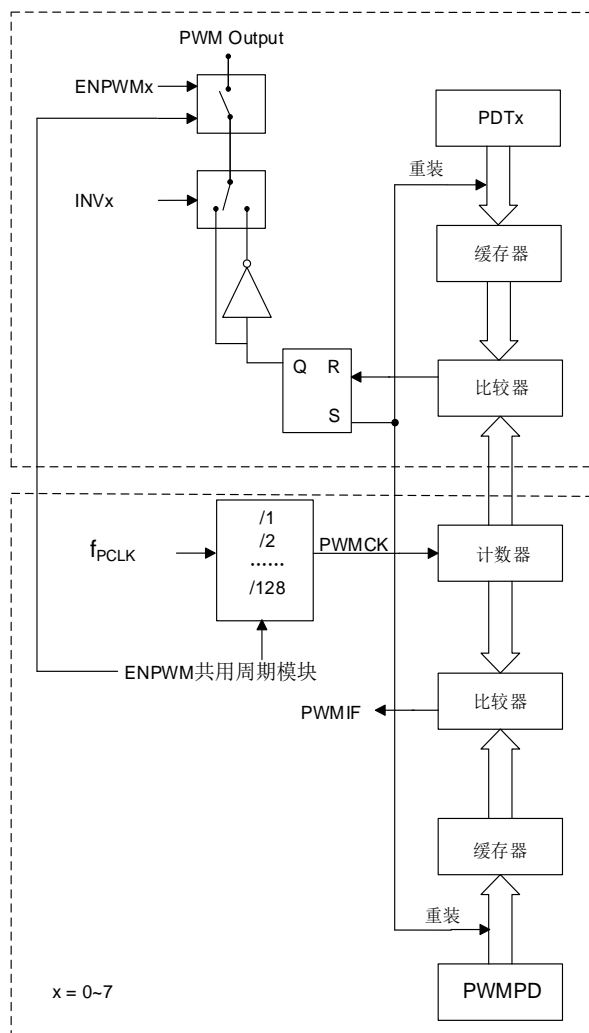 PWM Output
ENPWMx
PDTx
重装
INVx
缓存器
Q R
比较器
S
/1
/2
f_PCLK
PWMCK
计数器
......
/128
ENPWM共用周期模块
比较器
PWMIF
缓存器
重装
x = 0~7
PWMPD